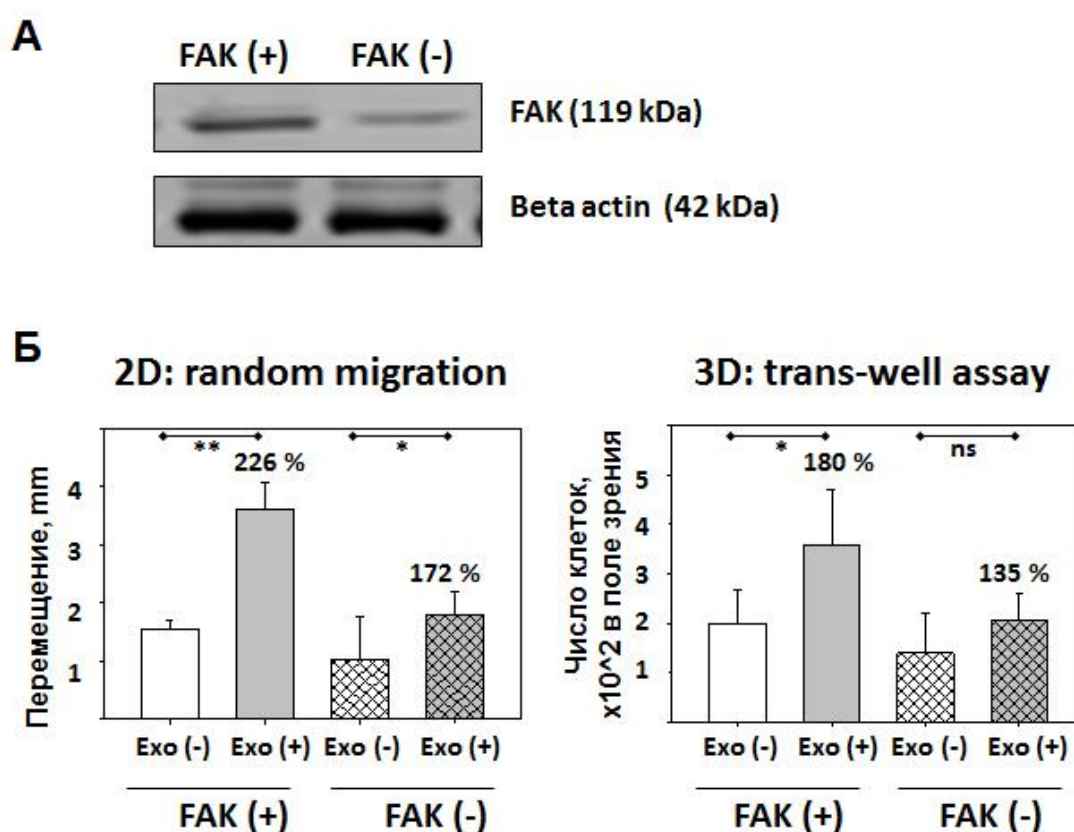 А
FAK (+) FAK (-)
FAK (119 kDa)
Beta actin (42 kDa)
Б
2D: random migration
Перемещение, mm
4
3
2
1
** *
226 %
172 %
Exo (-) Exo (+) Exo (-) Exo (+)
FAK (+) FAK (-)
3D: trans-well assay
Число клеток,
x10^2 в поле зрения
5
4
3
2
1
* ns
180 %
135 %
Exo (-) Exo (+) Exo (-) Exo (+)
FAK (+) FAK (-)